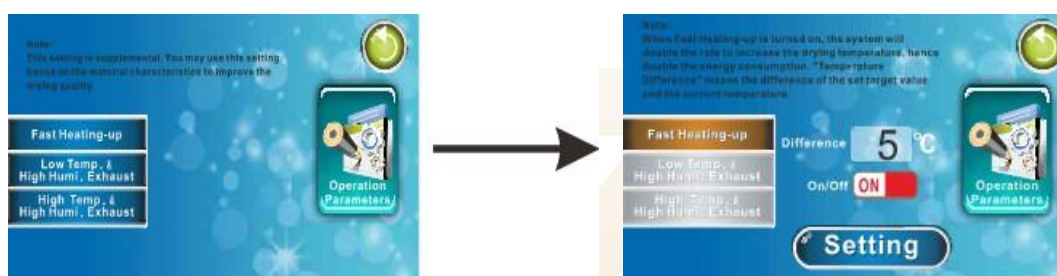 Note:
This setting is supplemental. You may use this setting
based on the material characteristics to improve the
drying quality.
Fast Heating-up
Low Temp, &
High Humi, Exhaust
High Temp, &
High Humi, Exhaust
Operation
Parameters
Note:
When Fast Heating-up is turned on, the system will
double the rate to increase the drying temperature, hence
double the energy consumption. "Temperature
Difference" means the difference of the set target value
and the current temperature.
Fast Heating-up
Low Temp, &
High Humi, Exhaust
High Temp, &
High Humi, Exhaust
Difference 5 °C
On/Off ON
Operation
Parameters
Setting